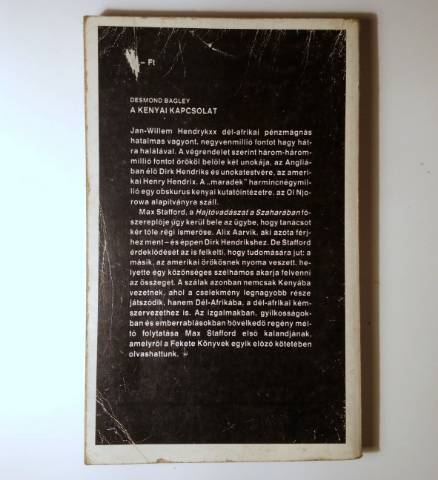 – Ft
DESMOND BAGLEY
A KENYAI KAPCSOLAT
Jan-Willem Hendrykxx dél-afrikai pénzmágnás
hatalmas vagyont, negyvenmillió fontot hagy hát-
ra halálával. A végrendelet szerint három-három-
millió fontot örököl belőle két unokája, az Angliá-
ban élő Dirk Hendriks és unokatestvére, az ameri-
kai Henry Hendrix. A „maradék" harmincnégymil-
lió egy obskurus kenyai kutatóintézetre, az Ol Njo-
rowa alapítványra száll.
Max Stafford, a Hajtóvadászat a Szaharában fő-
szereplője úgy kerül bele az ügybe, hogy tanácsot
kér tőle régi ismerőse, Alix Aarvik, aki azóta férj-
hez ment – és éppen Dirk Hendrikshez. De Stafford
érdeklődését az is felkelti, hogy tudomására jut: a
másik, az amerikai örökösnek nyoma veszett, he-
lyette egy közönséges szélhámos akarja felvenni
az összeget. A szálak azonban nemcsak Kenyába
vezetnek, ahol a cselekmény legnagyobb része
játszódik, hanem Dél-Afrikába, a dél-afrikai kém-
szervezethez is. Az izgalmakban, gyilkosságok-
ban és emberrablásokban bővelkedő regény mél-
tó folytatása Max Stafford első kalandjának,
amelyről a Fekete Könyvek egyik előző kötetében
olvashattunk.